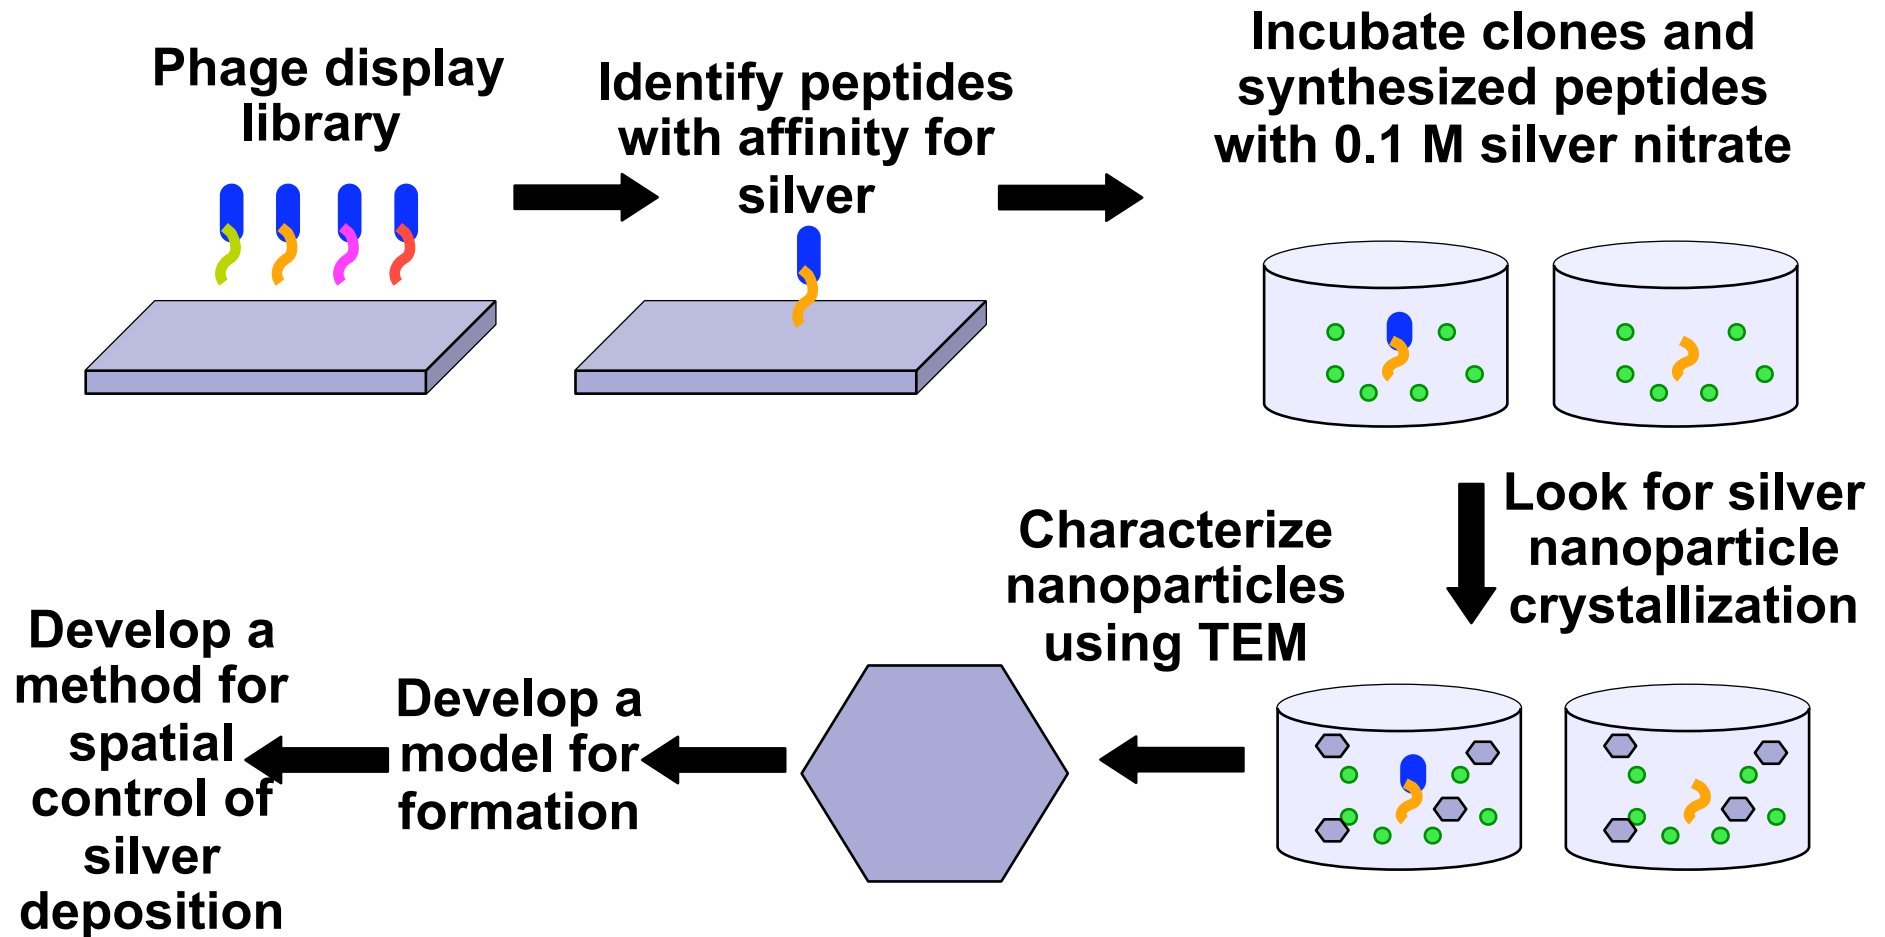 Phage display
library
Identify peptides
with affinity for
silver
Incubate clones and
synthesized peptides
with 0.1 M silver nitrate
Look for silver
nanoparticle
crystallization
Characterize
nanoparticles
using TEM
Develop a
model for
formation
Develop a
method for
spatial
control of
silver
deposition